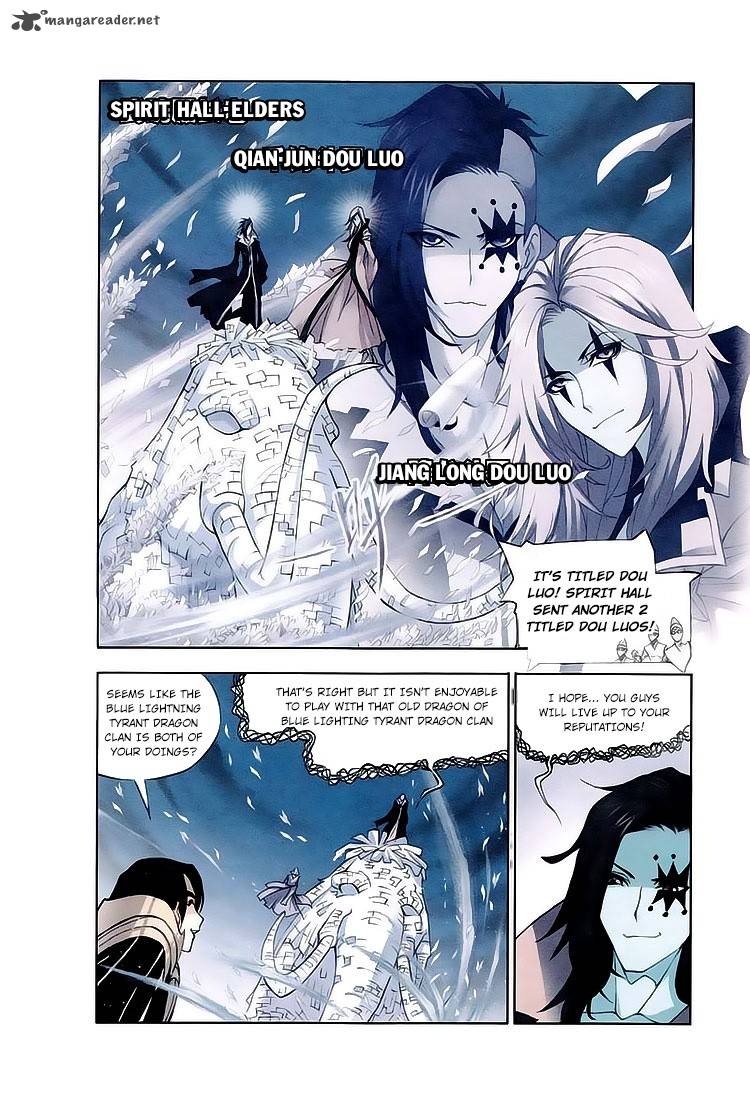 mangareader.net
SPIRIT HALL ELDERS
QIAN JUN DOU LUO
JIANG LONG DOU LUO
IT'S TITLED DOU
LUO! SPIRIT HALL
SENT ANOTHER 2
TITLED DOU LUOS!
SEEMS LIKE THE
BLUE LIGHTNING
TYRANT DRAGON
CLAN IS BOTH OF
YOUR DOINGS?
THAT'S RIGHT BUT IT ISN'T ENJOYABLE
TO PLAY WITH THAT OLD DRAGON OF
BLUE LIGHTING TYRANT DRAGON CLAN
I HOPE... YOU GUYS
WILL LIVE UP TO YOUR
REPUTATIONS!